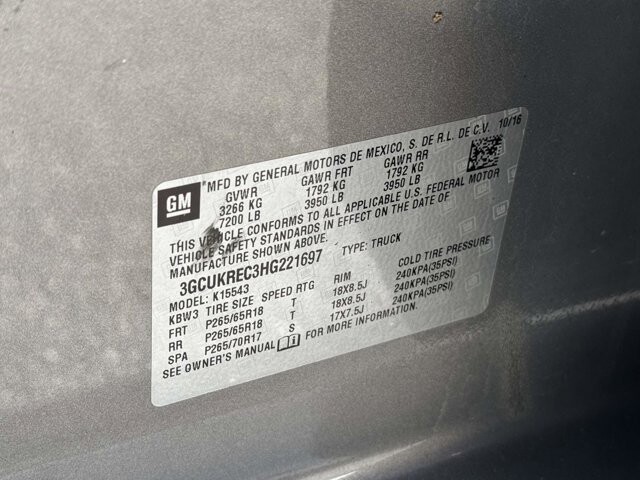 GM
*MFD BY GENERAL MOTORS DE MEXICO, S. DE R.L. DE C.V. 10/16
GVWR GAWR FRT GAWR RR
3266 KG 1792 KG 1792 KG
7200 LB 3950 LB 3950 LB
THIS VEHICLE CONFORMS TO ALL APPLICABLE U.S. FEDERAL MOTOR
VEHICLE SAFETY STANDARDS IN EFFECT ON THE DATE OF
MANUFACTURE SHOWN ABOVE.
3GCUKREC3HG221697 TYPE: TRUCK
MODEL: K15543
KBW3 TIRE SIZE SPEED RTG RIM COLD TIRE PRESSURE
FRT P265/65R18 T 18X8.5J 240KPA(35PSI)
RR P265/65R18 T 18X8.5J 240KPA(35PSI)
SPA P265/70R17 S 17X7.5J 240KPA(35PSI)
SEE OWNER'S MANUAL